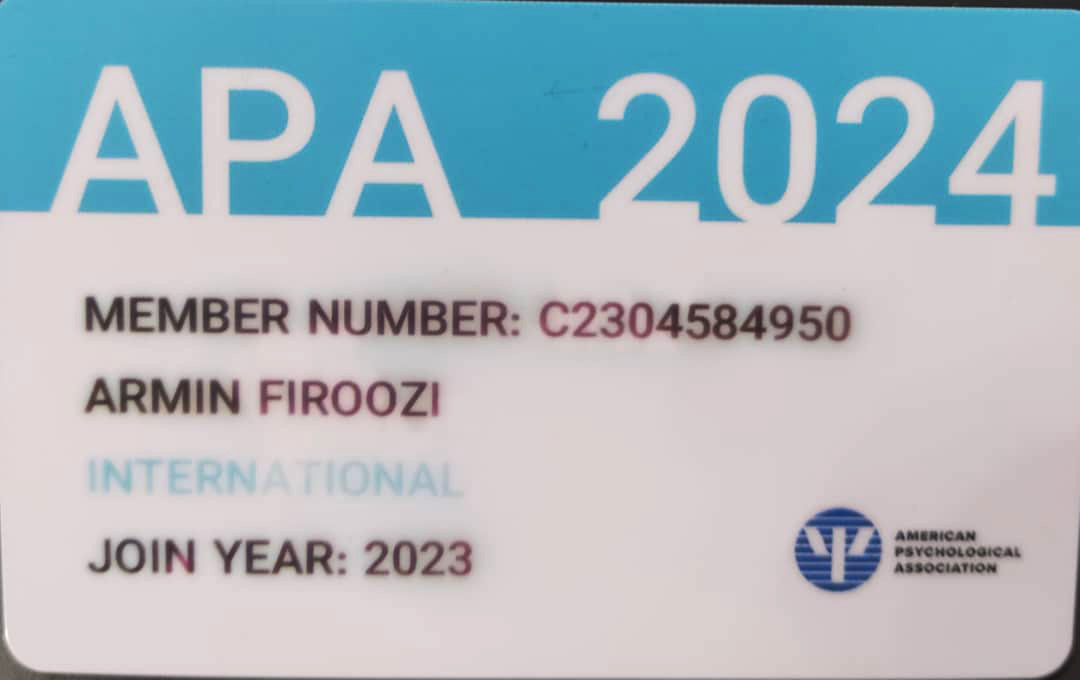 APA 2024
MEMBER NUMBER: C2304584950
ARMIN FIROOZI
INTERNATIONAL
JOIN YEAR: 2023
AMERICAN
PSYCHOLOGICAL
ASSOCIATION